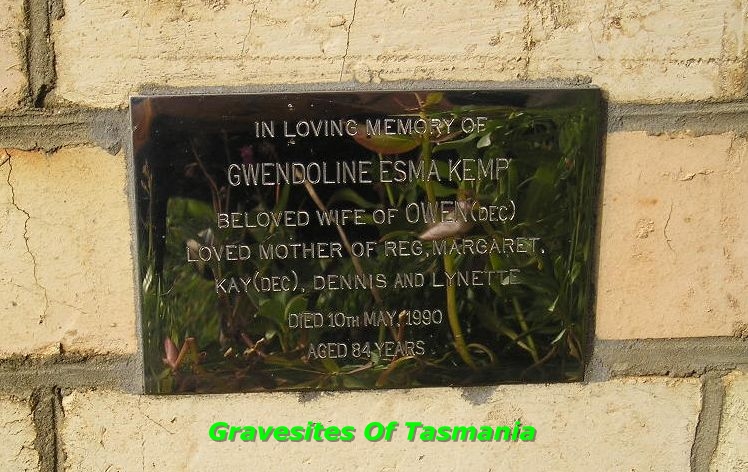 IN LOVING MEMORY OF
GWENDOLINE ESMA KEMP
BELOVED WIFE OF OWEN (DEC)
LOVED MOTHER OF REG, MARGARET,
KAY (DEC), DENNIS AND LYNETTE
DIED 10TH MAY, 1990
AGED 84 YEARS
Gravesites Of Tasmania